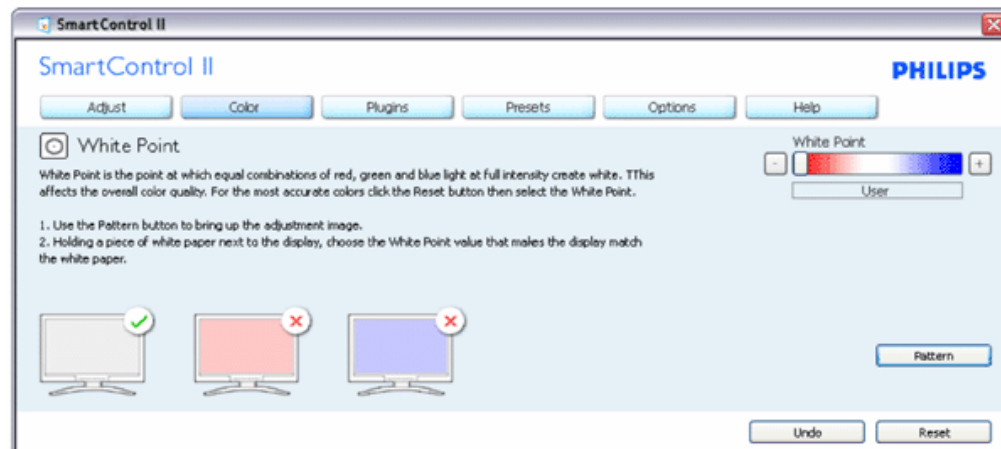 SmartControl II
SmartControl II
PHILIPS
Adjust Color Plugins Presets Options Help
White Point
White Point is the point at which equal combinations of red, green and blue light at full intensity create white. TThis
affects the overall color quality. For the most accurate colors click the Reset button then select the White Point.
1. Use the Pattern button to bring up the adjustment image.
2. Holding a piece of white paper next to the display, choose the White Point value that makes the display match
the white paper.
White Point
- +
User
Pattern
Undo Reset